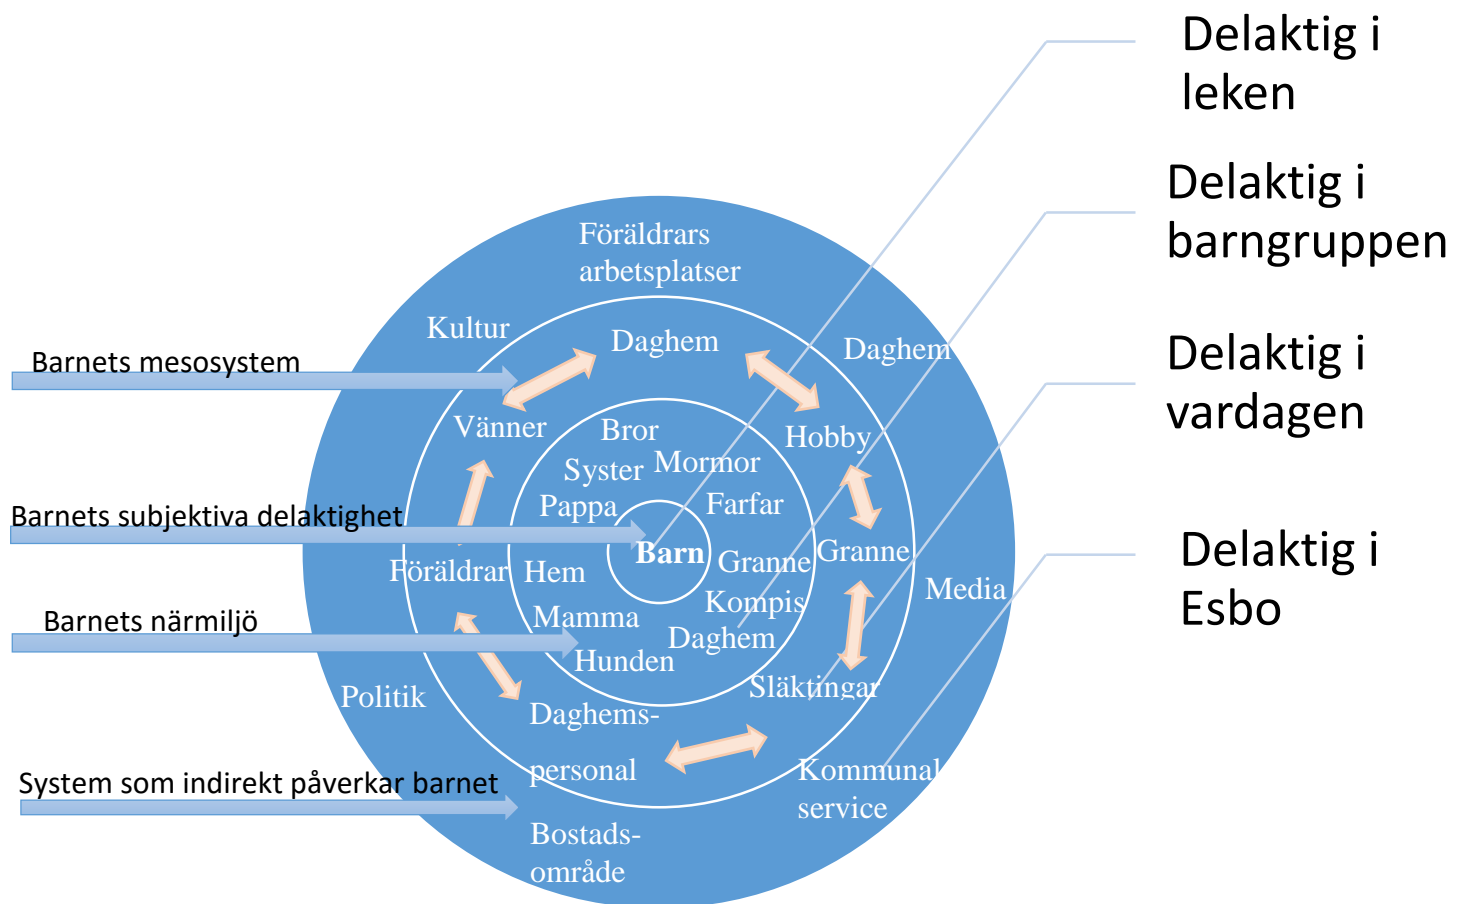 Delaktig i
leken
Delaktig i
barngruppen
Delaktig i
vardagen
Delaktig i
Esbo
Barnets mesosystem
Barnets subjektiva delaktighet
Barnets närmiljö
System som indirekt påverkar barnet
Föräldrars
arbetsplatser
Kultur
Daghem
Daghem
Vänner
Bror
Hobby
Syster
Mormor
Pappa
Farfar
Barn
Granne
Granne
Föräldrar
Hem
Media
Kompis
Mamma
Daghem
Hunden
Släktingar
Politik
Daghems-
personal
Kommunal
service
Bostads-
område